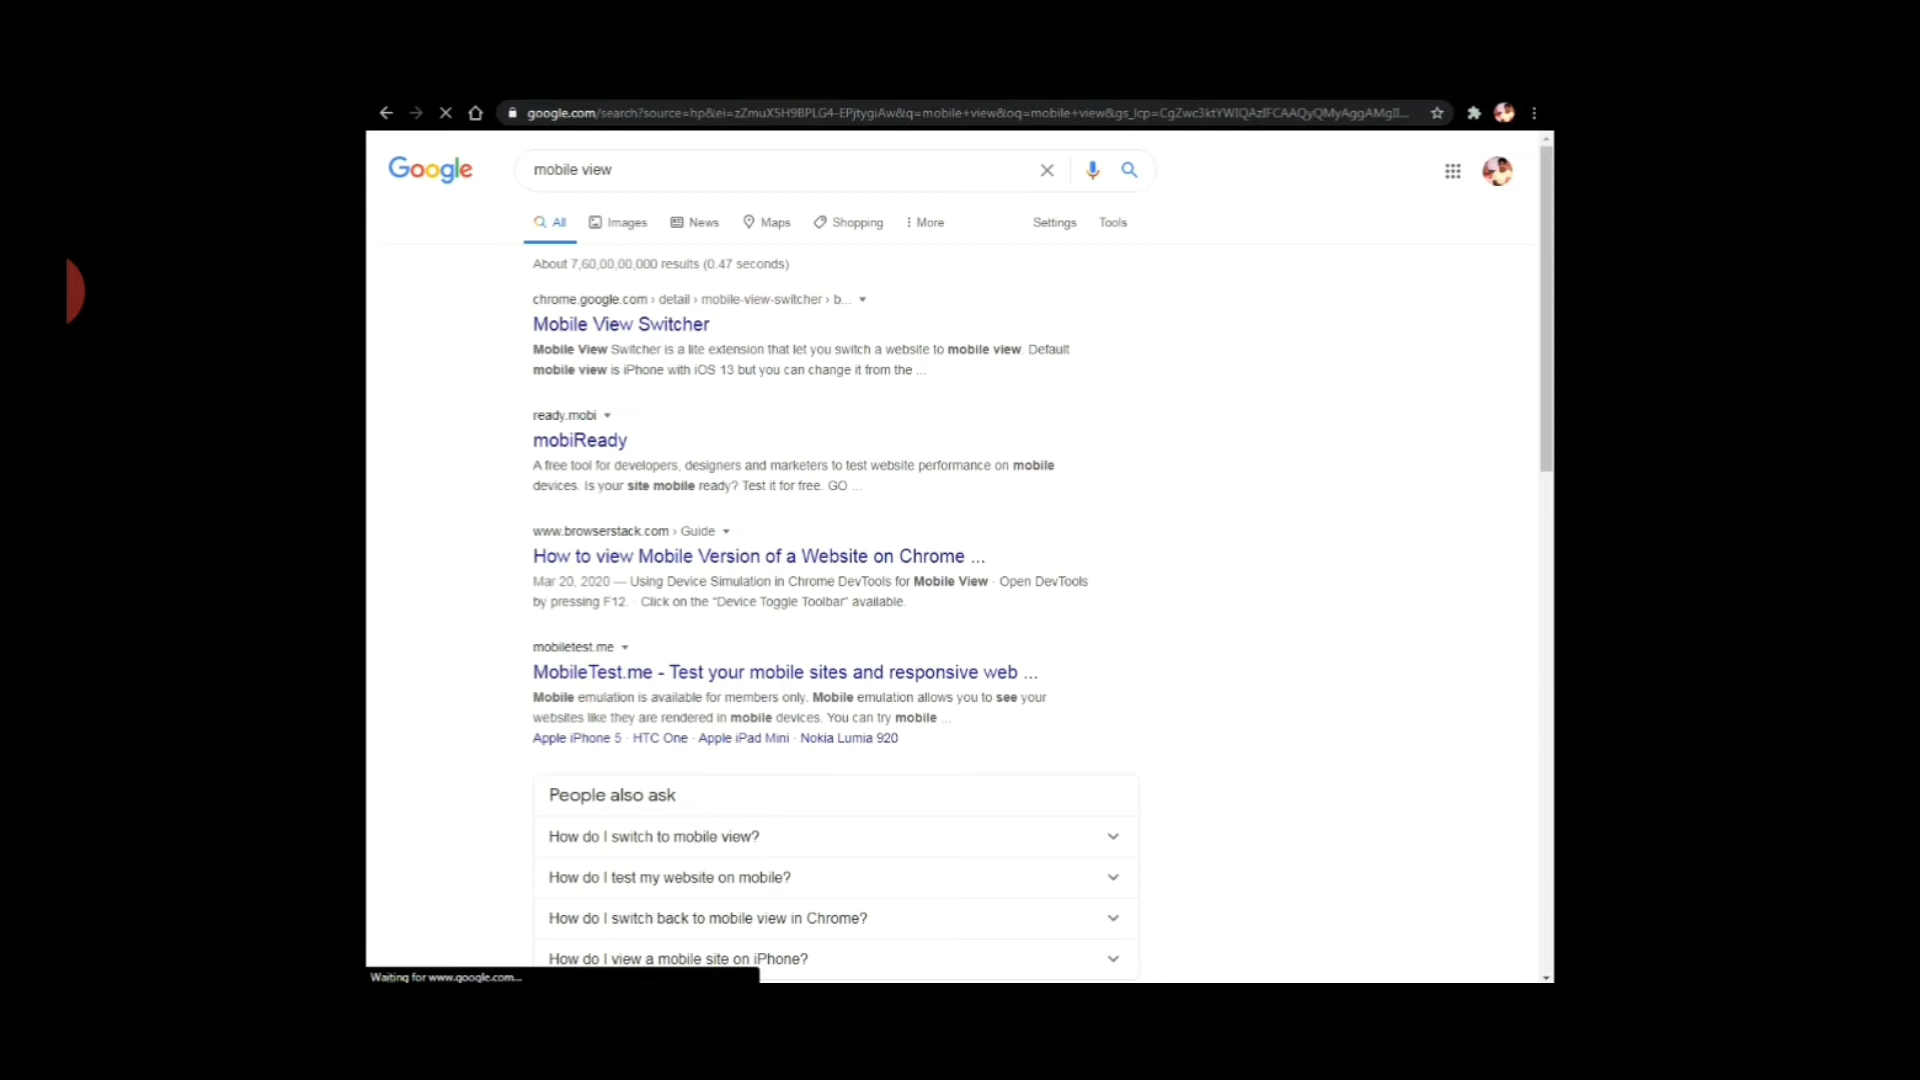 google.com/search?source=hp&ei=zZmuX5H9BPLG4-EPjtygiAw&q=mobile+view&oq=mobile+view&gs_lcp=CgZwc3ktYWIQAzIFCAAQyQMyAggAMgII...
Google
mobile view
All Images News Maps Shopping More Settings Tools
About 7,60,00,00,000 results (0.47 seconds)
chrome.google.com › detail › mobile-view-switcher › b...
Mobile View Switcher
Mobile View Switcher is a lite extension that let you switch a website to mobile view. Default
mobile view is iPhone with iOS 13 but you can change it from the ...
ready.mobi
mobiReady
A free tool for developers, designers and marketers to test website performance on mobile
devices. Is your site mobile ready? Test it for free. GO ...
www.browserstack.com › Guide
How to view Mobile Version of a Website on Chrome ...
Mar 20, 2020 — Using Device Simulation in Chrome DevTools for Mobile View · Open DevTools
by pressing F12. · Click on the "Device Toggle Toolbar" available.
mobiletest.me
MobileTest.me - Test your mobile sites and responsive web ...
Mobile emulation is available for members only. Mobile emulation allows you to see your
websites like they are rendered in mobile devices. You can try mobile ...
Apple iPhone 5 · HTC One · Apple iPad Mini · Nokia Lumia 920
People also ask
How do I switch to mobile view?
How do I test my website on mobile?
How do I switch back to mobile view in Chrome?
How do I view a mobile site on iPhone?
Waiting for www.google.com...